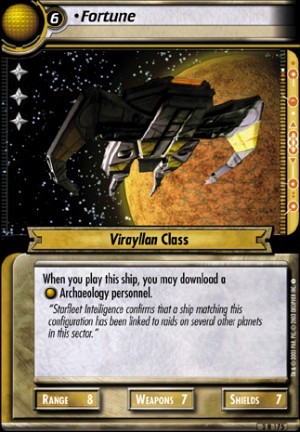 6 •Fortune
Virayllan Class
When you play this ship, you may download a
Archaeology personnel.
"Starfleet Intelligence confirms that a ship matching this
configuration has been linked to raids on several other planets
in this sector."
Range 8 Weapons 7 Shields 7